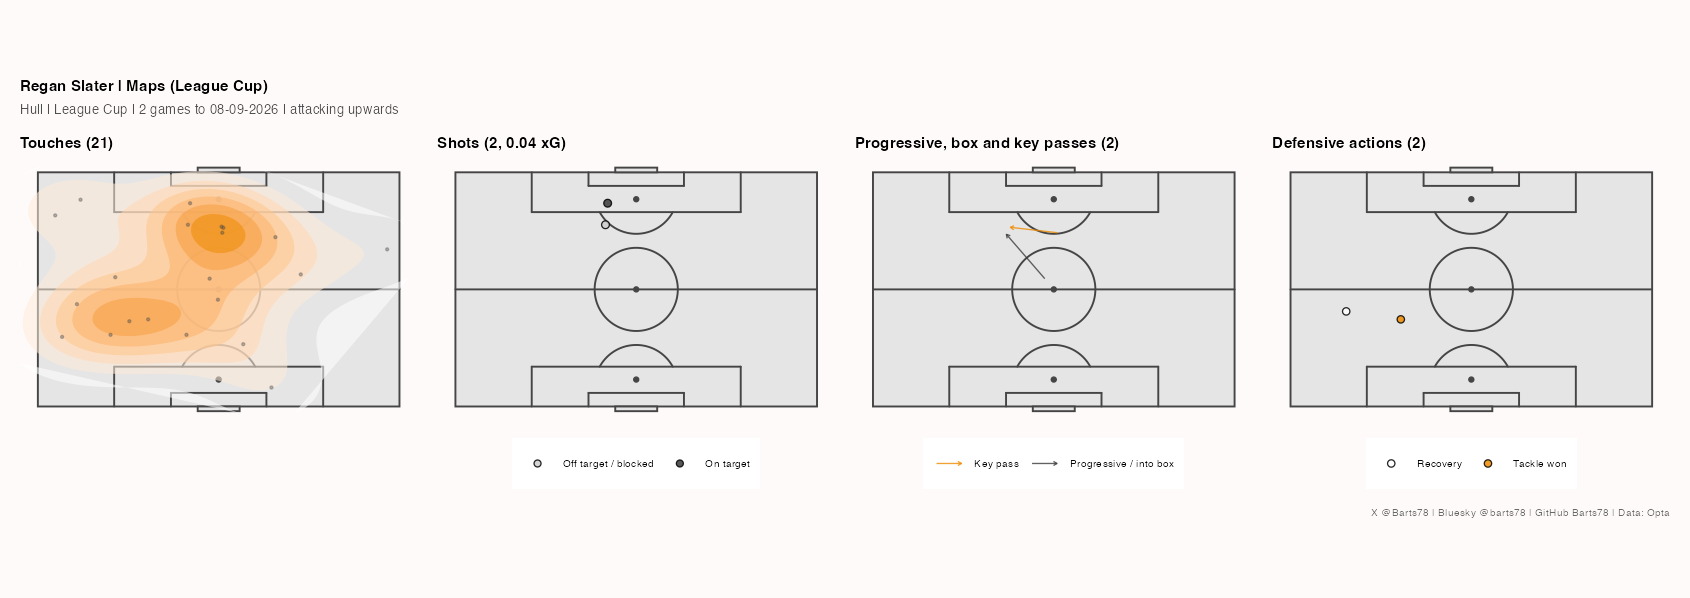 Regan Slater | Maps (League Cup)
Hull | League Cup | 2 games to 08-09-2026 | attacking upwards
Touches (21)
Shots (2, 0.04 xG)
Progressive, box and key passes (2)
Defensive actions (2)
Off target / blocked
On target
Key pass
Progressive / into box
Recovery
Tackle won
X @Barts78 | Bluesky @barts78 | GitHub Barts78 | Data: Opta